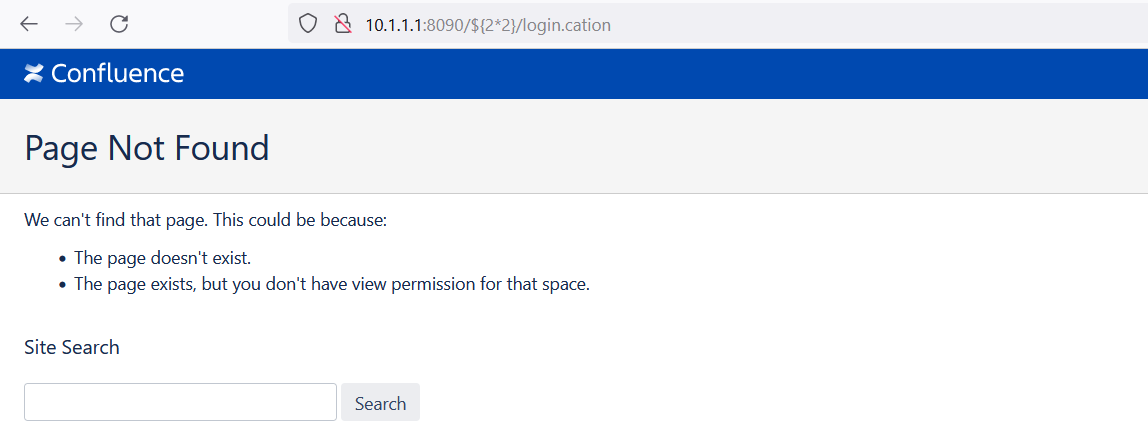 10.1.1.1:8090/${2*2}/login.cation
Confluence
Page Not Found
We can't find that page. This could be because:
• The page doesn't exist.
• The page exists, but you don't have view permission for that space.
Site Search
Search